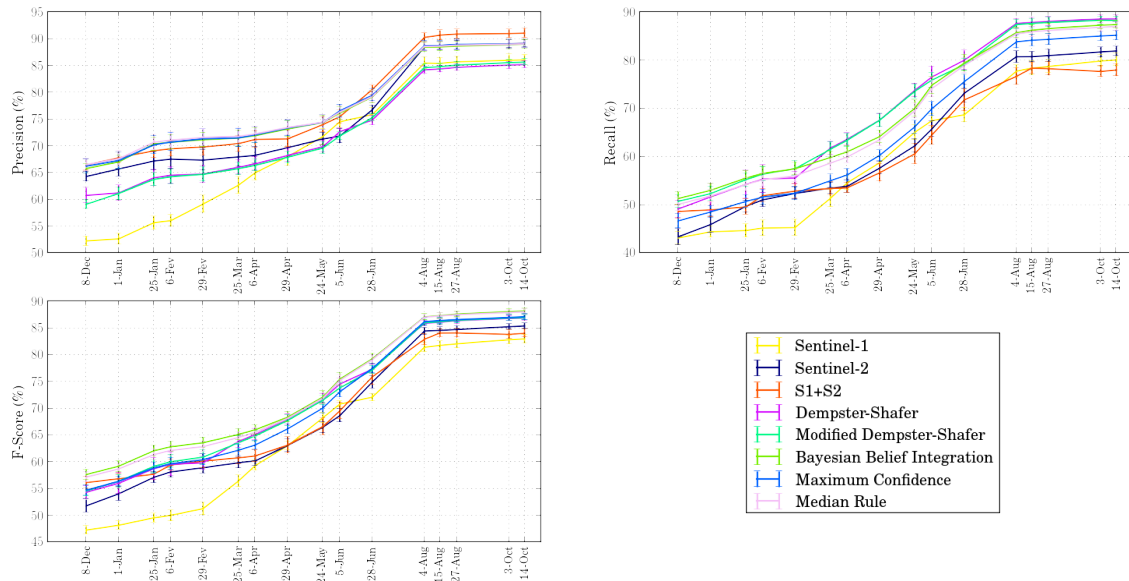 95
90
85
80
75
70
65
60
55
50
Precision (%)
8-Dec
1-Jan
25-Jan
6-Fev
29-Fev
25-Mar
6-Apr
29-Apr
24-May
5-Jun
28-Jun
4-Aug
15-Aug
27-Aug
3-Oct
14-Oct
90
80
70
60
50
40
Recall (%)
8-Dec
1-Jan
25-Jan
6-Fev
29-Fev
25-Mar
6-Apr
29-Apr
24-May
5-Jun
28-Jun
4-Aug
15-Aug
27-Aug
3-Oct
14-Oct
90
85
80
75
70
65
60
55
50
45
F-Score (%)
8-Dec
1-Jan
25-Jan
6-Fev
29-Fev
25-Mar
6-Apr
29-Apr
24-May
5-Jun
28-Jun
4-Aug
15-Aug
27-Aug
3-Oct
14-Oct
Sentinel-1
Sentinel-2
S1+S2
Dempster-Shafer
Modified Dempster-Shafer
Bayesian Belief Integration
Maximum Confidence
Median Rule